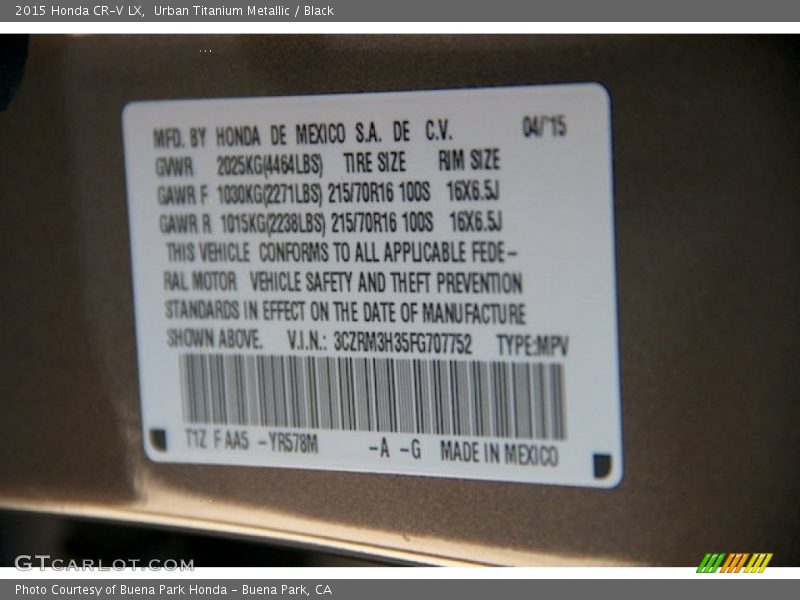 2015 Honda CR-V LX, Urban Titanium Metallic / Black
MFD. BY HONDA DE MEXICO S.A. DE C.V. 04/'15
GVWR 2025KG(4464LBS) TIRE SIZE RIM SIZE
GAWR F 1030KG(2271LBS) 215/70R16 100S 16X6.5J
GAWR R 1015KG(2238LBS) 215/70R16 100S 16X6.5J
THIS VEHICLE CONFORMS TO ALL APPLICABLE FEDE-
RAL MOTOR VEHICLE SAFETY AND THEFT PREVENTION
STANDARDS IN EFFECT ON THE DATE OF MANUFACTURE
SHOWN ABOVE. V.I.N.: 3CZRM3H35FG707752 TYPE:MPV
T1Z F AA5 -YR578M -A -G MADE IN MEXICO
GTCARLOT.COM
Photo Courtesy of Buena Park Honda - Buena Park, CA